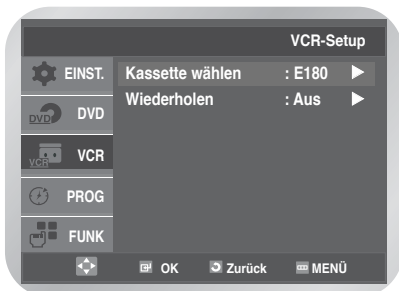 VCR-Setup
EINST.
Kassette wählen : E180
DVD DVD
Wiederholen : Aus
VCR VCR
PROG
FUNK
OK Zurück MENÜ